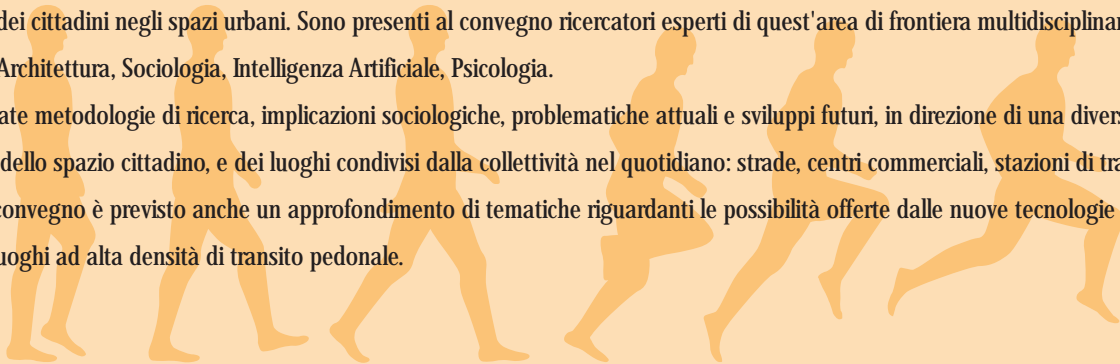 dei cittadini negli spazi urbani. Sono presenti al convegno ricercatori esperti di quest'area di frontiera multidisciplinar
Architettura, Sociologia, Intelligenza Artificiale, Psicologia.
ate metodologie di ricerca, implicazioni sociologiche, problematiche attuali e sviluppi futuri, in direzione di una divers
dello spazio cittadino, e dei luoghi condivisi dalla collettività nel quotidiano: strade, centri commerciali, stazioni di tra
convegno è previsto anche un approfondimento di tematiche riguardanti le possibilità offerte dalle nuove tecnologie
uoghi ad alta densità di transito pedonale.